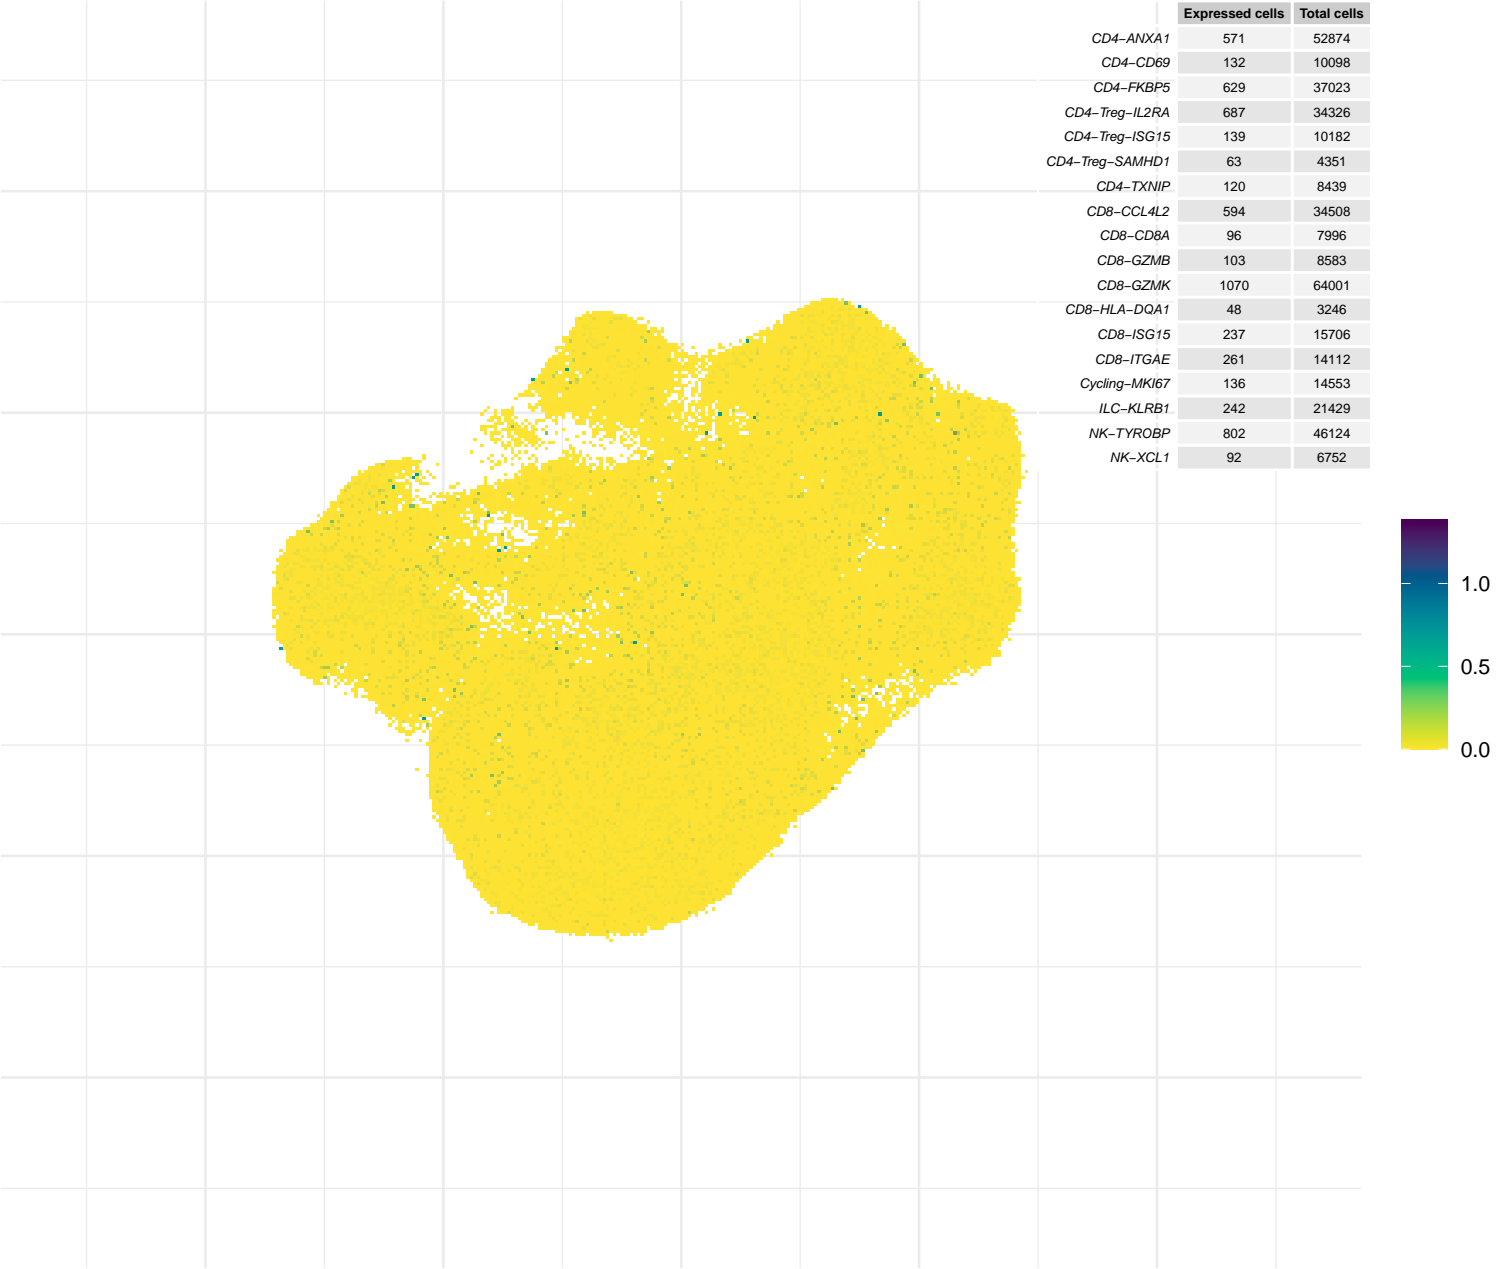 Expressed cells Total cells
CD4−ANXA1 571 52874
CD4−CD69 132 10098
CD4−FKBP5 629 37023
CD4−Treg−IL2RA 687 34326
CD4−Treg−ISG15 139 10182
CD4−Treg−SAMHD1 63 4351
CD4−TXNIP 120 8439
CD8−CCL4L2 594 34508
CD8−CD8A 96 7996
CD8−GZMB 103 8583
CD8−GZMK 1070 64001
CD8−HLA−DQA1 48 3246
CD8−ISG15 237 15706
CD8−ITGAE 261 14112
Cycling−MKI67 136 14553
ILC−KLRB1 242 21429
NK−TYROBP 802 46124
NK−XCL1 92 6752
1.0
0.5
0.0